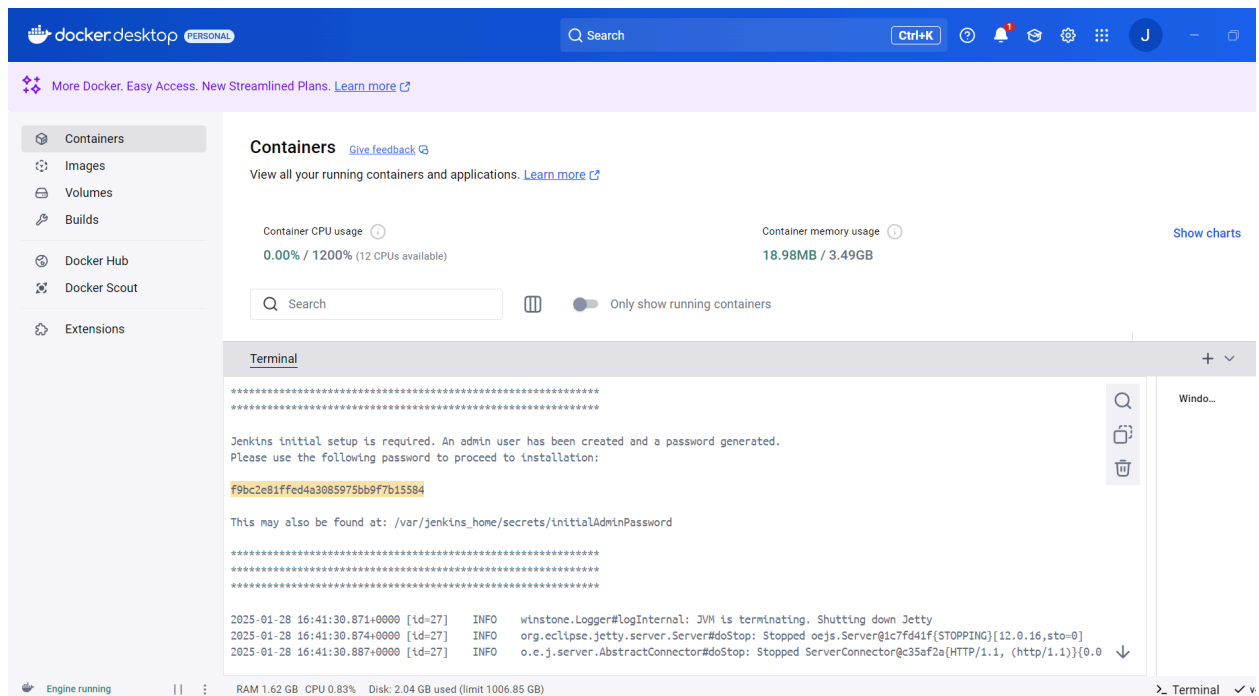 docker.desktop PERSONAL
Search
Ctrl+K
1
J
More Docker. Easy Access. New Streamlined Plans. Learn more
Containers
Images
Volumes
Builds
Docker Hub
Docker Scout
Extensions
Containers Give feedback
View all your running containers and applications. Learn more
Container CPU usage
0.00% / 1200% (12 CPUs available)
Container memory usage
18.98MB / 3.49GB
Show charts
Search
Only show running containers
Terminal
Windo...
*************************************************************
*************************************************************
Jenkins initial setup is required. An admin user has been created and a password generated.
Please use the following password to proceed to installation:
f9bc2e81ffed4a3085975bb9f7b15584
This may also be found at: /var/jenkins_home/secrets/initialAdminPassword
*************************************************************
*************************************************************
*************************************************************
2025-01-28 16:41:30.871+0000 [id=27] INFO winstone.Logger#logInternal: JVM is terminating. Shutting down Jetty
2025-01-28 16:41:30.874+0000 [id=27] INFO org.eclipse.jetty.server.Server#doStop: Stopped oejs.Server@1c7fd41f{STOPPING}[12.0.16,sto=0]
2025-01-28 16:41:30.887+0000 [id=27] INFO o.e.j.server.AbstractConnector#doStop: Stopped ServerConnector@c35af2a{HTTP/1.1, (http/1.1)}{0.0
Engine running
RAM 1.62 GB CPU 0.83% Disk: 2.04 GB used (limit 1006.85 GB)
>_ Terminal